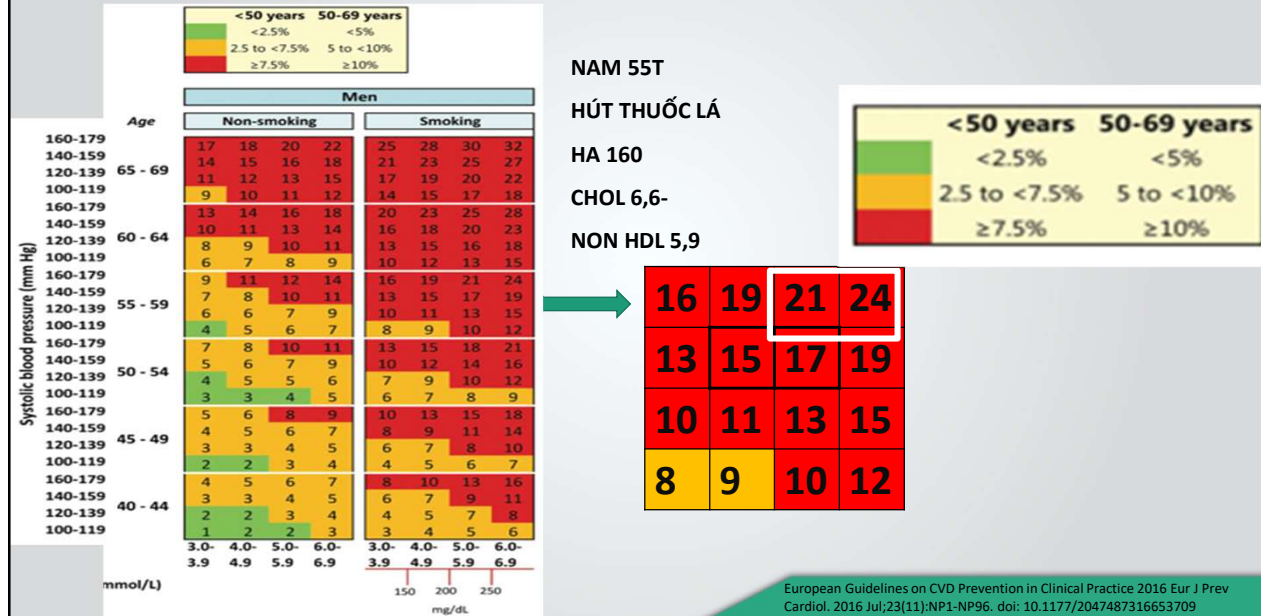 <50 years 50-69 years
<2.5% <5%
2.5 to <7.5% 5 to <10%
≥7.5% ≥10%
Men
Age Non-smoking Smoking
Systolic blood pressure (mm Hg)
160-179 17 18 20 22 25 28 30 32
140-159 14 15 16 18 21 23 25 27
65 - 69
120-139 11 12 13 15 17 19 20 22
100-119 9 10 11 12 14 15 17 18
160-179 13 14 16 18 20 23 25 28
140-159 10 11 13 14 16 18 20 23
60 - 64
120-139 8 9 10 11 13 15 16 18
100-119 6 7 8 9 10 12 13 15
160-179 9 11 12 14 16 19 21 24
140-159 7 8 10 11 13 15 17 19
55 - 59
120-139 6 6 7 9 10 11 13 15
100-119 4 5 6 7 8 9 10 12
160-179 7 8 10 11 13 15 18 21
140-159 5 6 7 9 10 12 14 16
50 - 54
120-139 4 5 5 6 7 9 10 12
100-119 3 3 4 5 6 7 8 9
160-179 5 6 8 9 10 13 15 18
140-159 4 5 6 7 8 9 11 14
45 - 49
120-139 3 3 4 5 6 7 8 10
100-119 2 2 3 4 4 5 6 7
160-179 4 5 6 7 8 10 13 16
140-159 3 3 4 5 6 7 9 11
40 - 44
120-139 2 2 3 4 4 5 7 8
100-119 1 2 2 3 3 4 5 6
3.0- 4.0- 5.0- 6.0- 3.0- 4.0- 5.0- 6.0-
3.9 4.9 5.9 6.9 3.9 4.9 5.9 6.9
mmol/L)
150 200 250
mg/dL
NAM 55T
HÚT THUỐC LÁ
HA 160
CHOL 6,6-
NON HDL 5,9
<50 years 50-69 years
<2.5% <5%
2.5 to <7.5% 5 to <10%
≥7.5% ≥10%
16 19 21 24
13 15 17 19
10 11 13 15
8 9 10 12
European Guidelines on CVD Prevention in Clinical Practice 2016 Eur J Prev
Cardiol. 2016 Jul;23(11):NP1-NP96. doi: 10.1177/2047487316653709